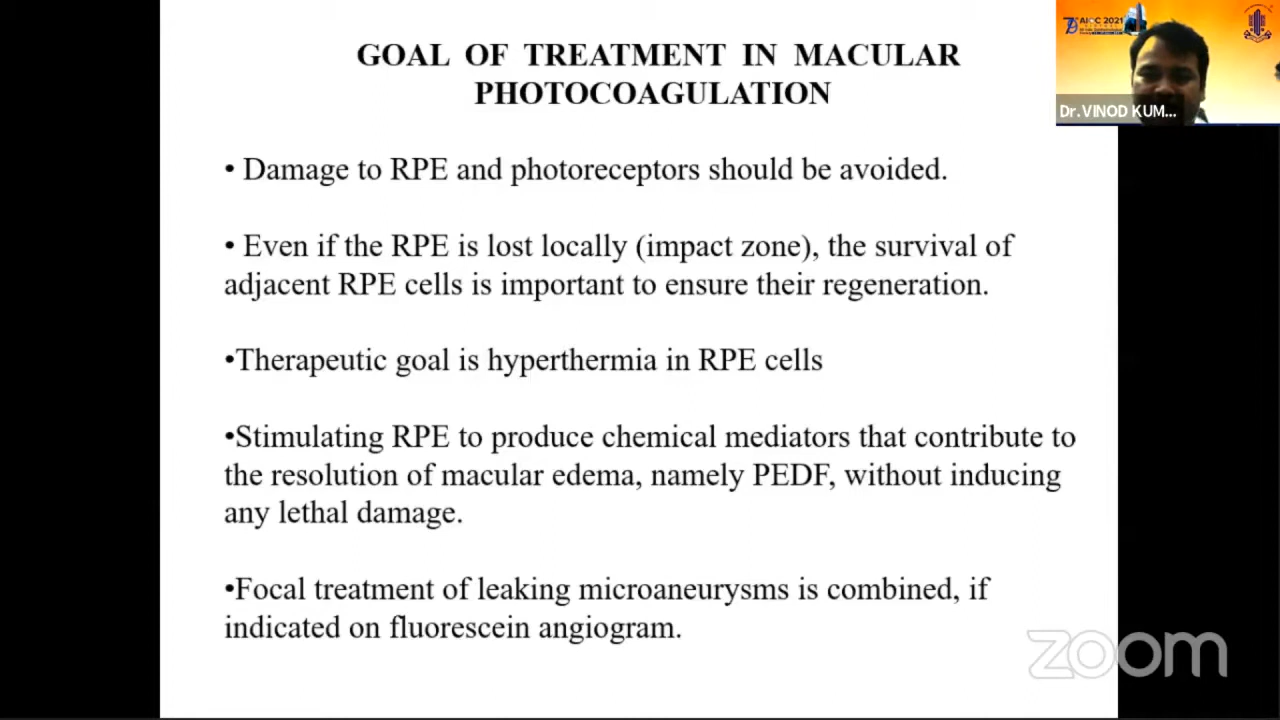 GOAL OF TREATMENT IN MACULAR
PHOTOCOAGULATION
• Damage to RPE and photoreceptors should be avoided.
• Even if the RPE is lost locally (impact zone), the survival of
adjacent RPE cells is important to ensure their regeneration.
•Therapeutic goal is hyperthermia in RPE cells
•Stimulating RPE to produce chemical mediators that contribute to
the resolution of macular edema, namely PEDF, without inducing
any lethal damage.
•Focal treatment of leaking microaneurysms is combined, if
indicated on fluorescein angiogram.
AIOC 2021
Dr.VINOD KUM...
zoom